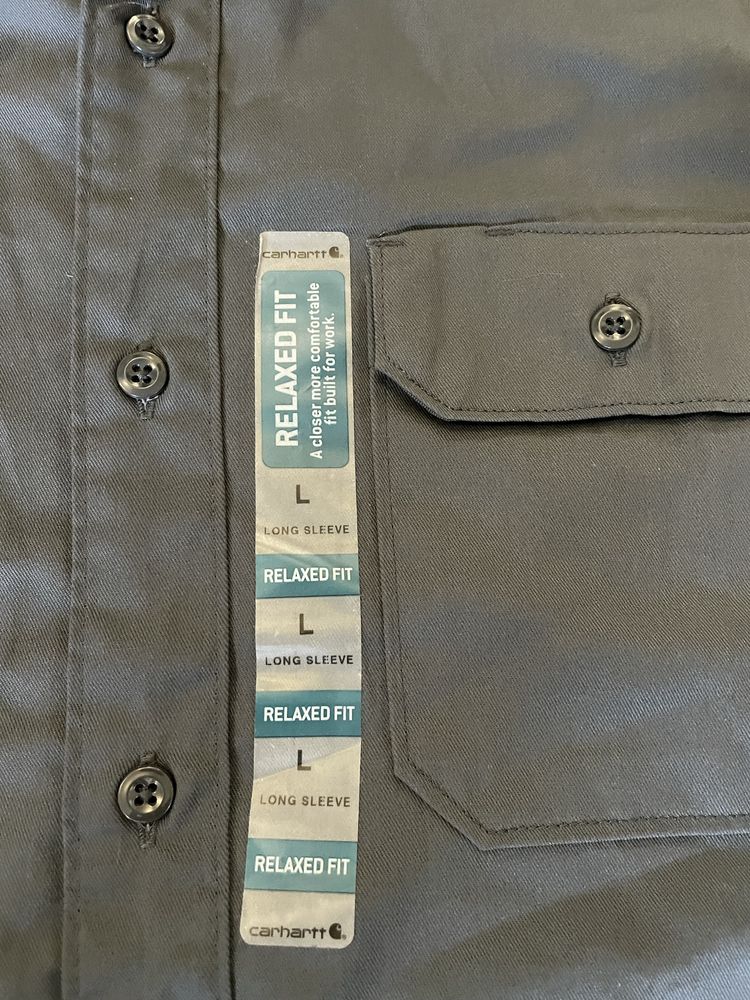 carhartt
RELAXED FIT
A closer more comfortable
fit built for work.
L
LONG SLEEVE
RELAXED FIT
L
LONG SLEEVE
RELAXED FIT
L
LONG SLEEVE
RELAXED FIT
carhartt